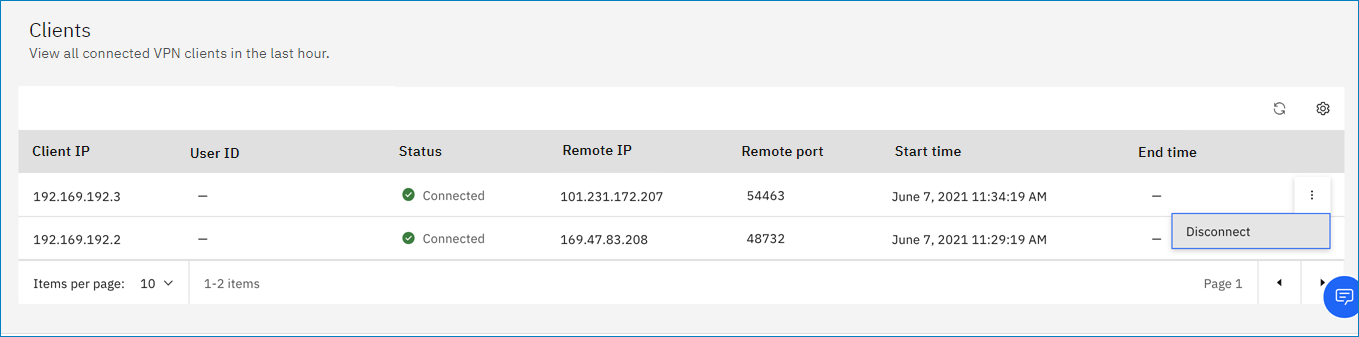 Clients
View all connected VPN clients in the last hour.
Client IP User ID Status Remote IP Remote port Start time End time
192.169.192.3 — Connected 101.231.172.207 54463 June 7, 2021 11:34:19 AM —
192.169.192.2 — Connected 169.47.83.208 48732 June 7, 2021 11:29:19 AM — Disconnect
Items per page: 10 1-2 items Page 1